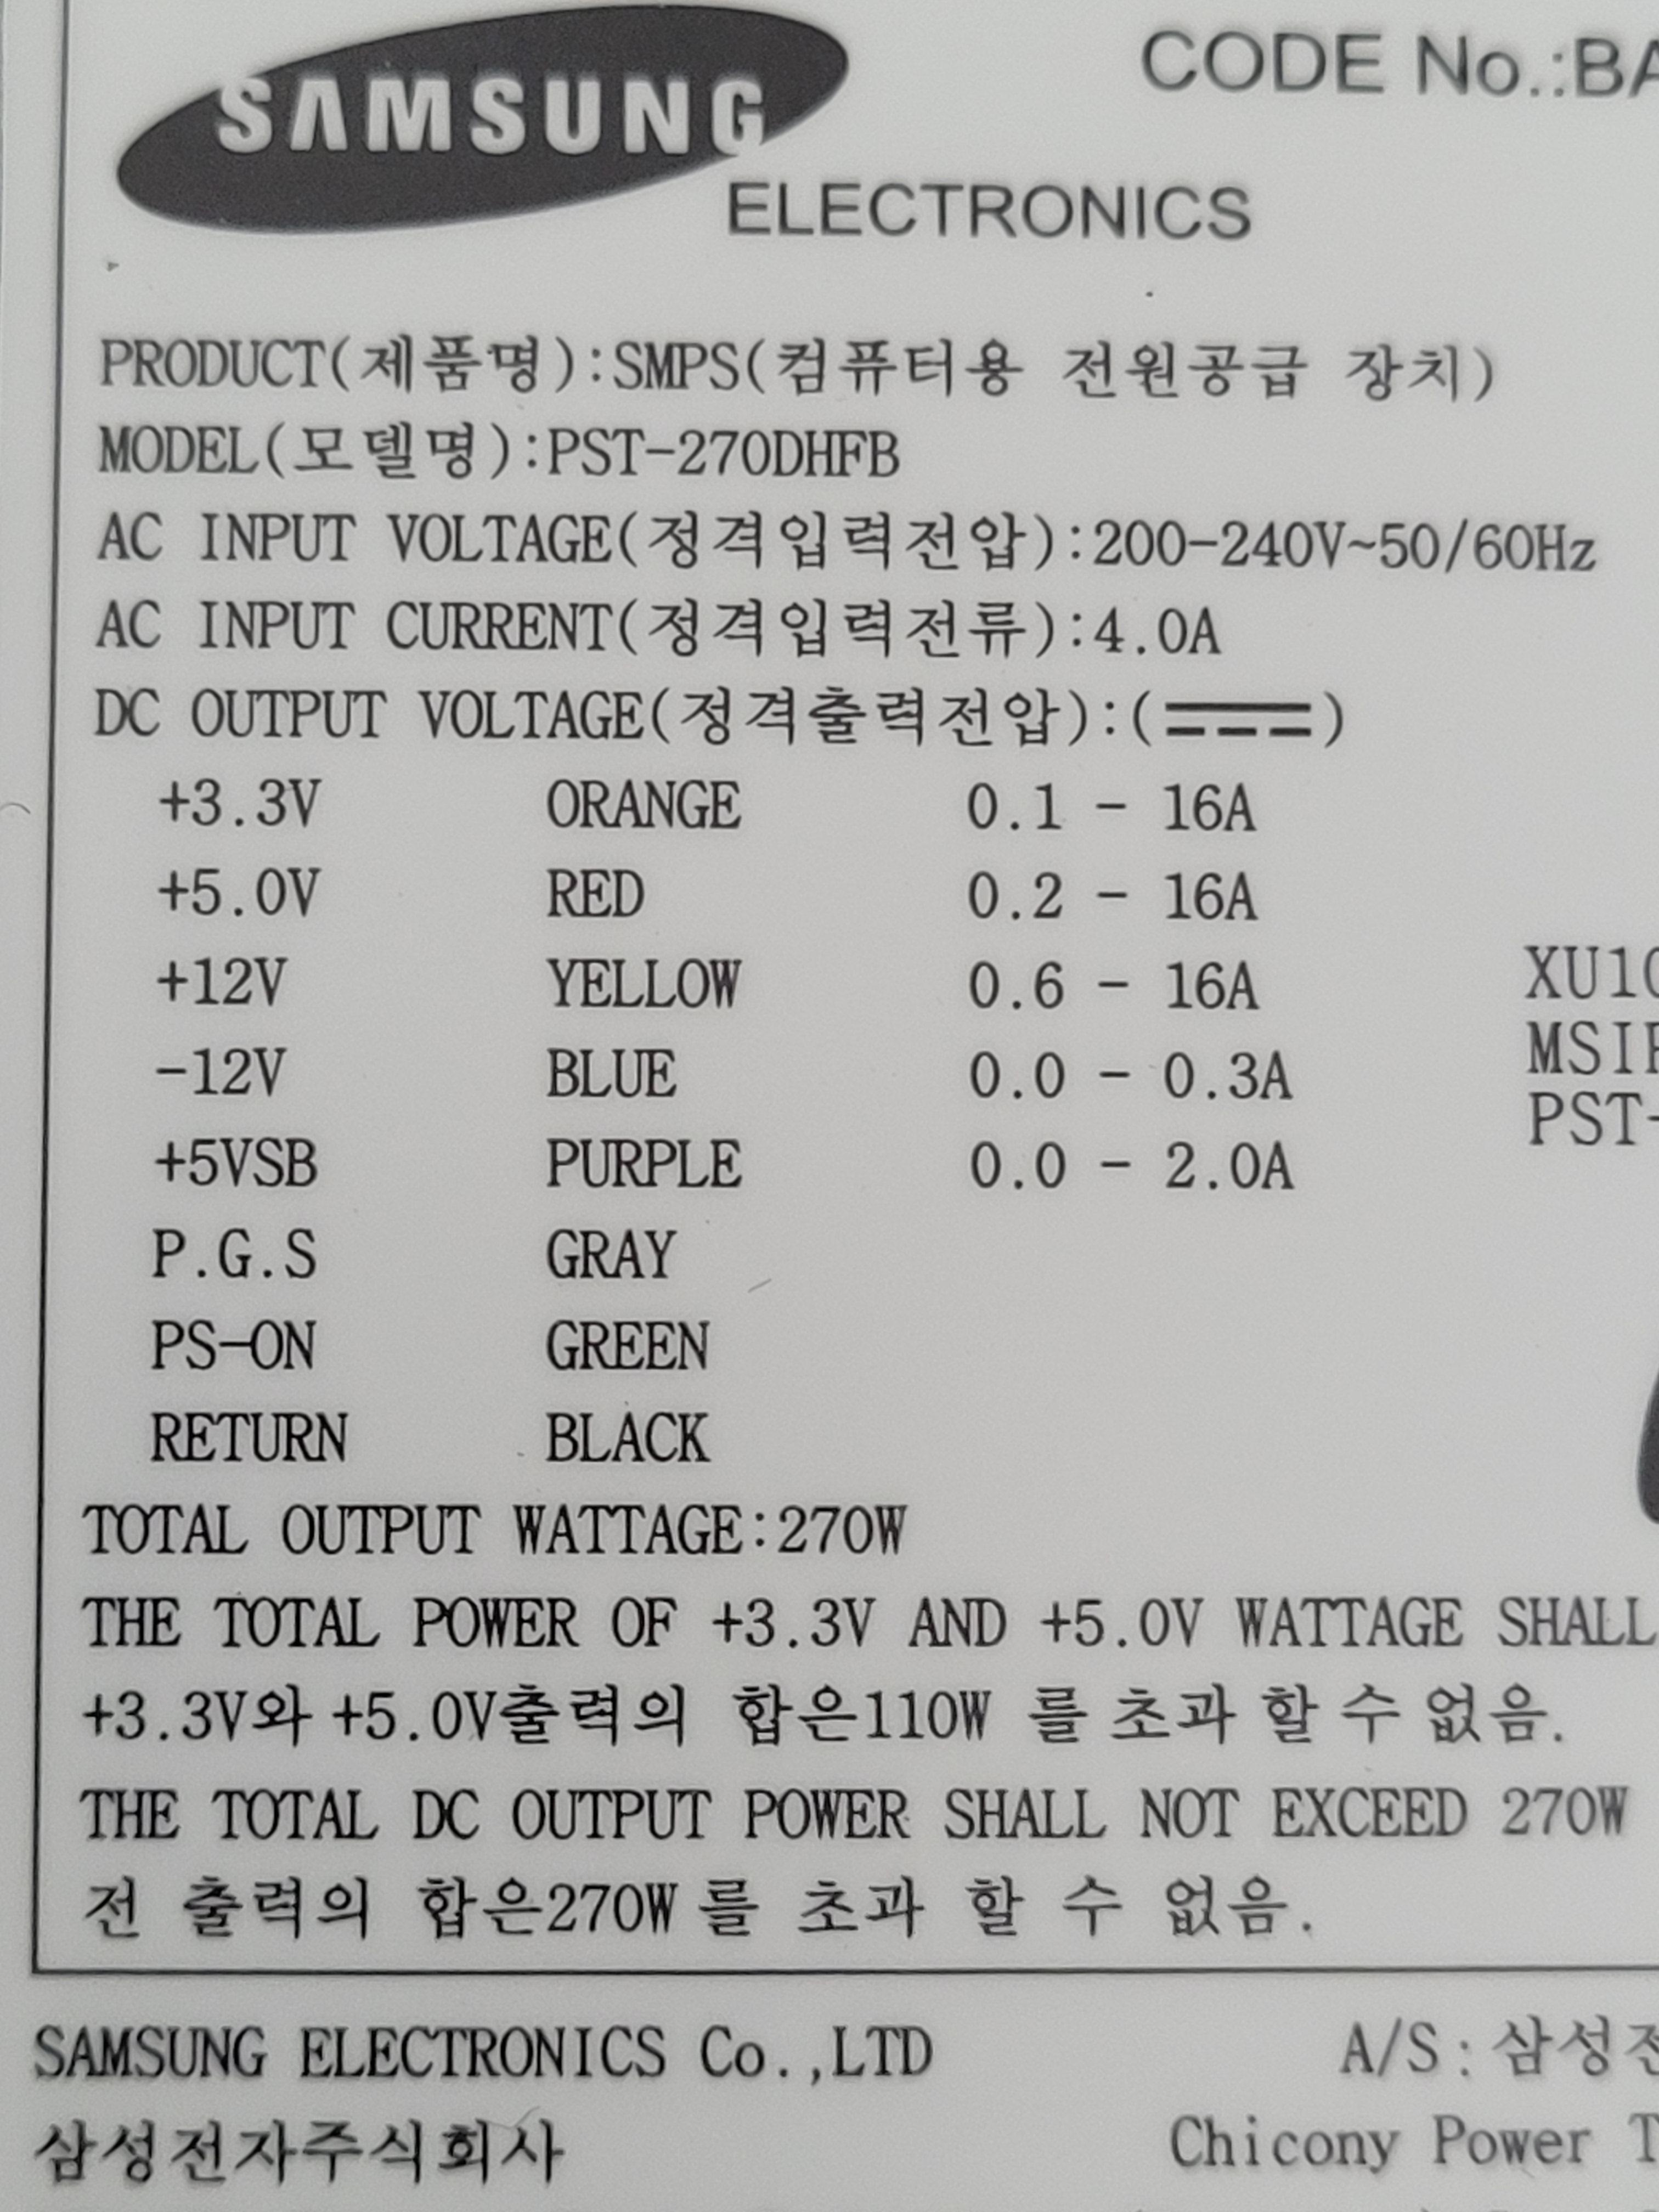 SAMSUNG
CODE No.:BA
ELECTRONICS
PRODUCT(제품명):SMPS(컴퓨터용 전원공급 장치)
MODEL(모델명):PST-270DHFB
AC INPUT VOLTAGE(정격입력전압):200-240V~50/60Hz
AC INPUT CURRENT(정격입력전류):4.0A
DC OUTPUT VOLTAGE(정격출력전압):(⎓)
+3.3V ORANGE 0.1 - 16A
+5.0V RED 0.2 - 16A
+12V YELLOW 0.6 - 16A
XU10
-12V BLUE 0.0 - 0.3A
MSIP
PST-
+5VSB PURPLE 0.0 - 2.0A
P.G.S GRAY
PS-ON GREEN
RETURN BLACK
TOTAL OUTPUT WATTAGE:270W
THE TOTAL POWER OF +3.3V AND +5.0V WATTAGE SHALL
+3.3V와 +5.0V출력의 합은110W 를 초과 할 수 없음.
THE TOTAL DC OUTPUT POWER SHALL NOT EXCEED 270W
전 출력의 합은270W 를 초과 할 수 없음.
SAMSUNG ELECTRONICS Co.,LTD
A/S:삼성전
삼성전자주식회사
Chicony Power T